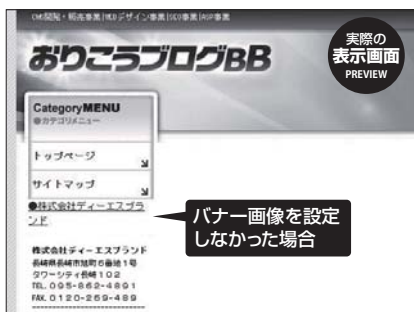 CMS開発・販売事業|WEBデザイン事業|SEO事業|ASP事業
おりこうブログBB
実際の
表示画面
PREVIEW
CategoryMENU
●カテゴリメニュー
トップページ
サイトマップ
●株式会社ディーエスブラ
ンド
バナー画像を設定
しなかった場合
株式会社ディーエスブランド
長崎県長崎市旭町6番地1号
タワーシティ長崎102
TEL.095-862-4891
FAX.0120-269-489